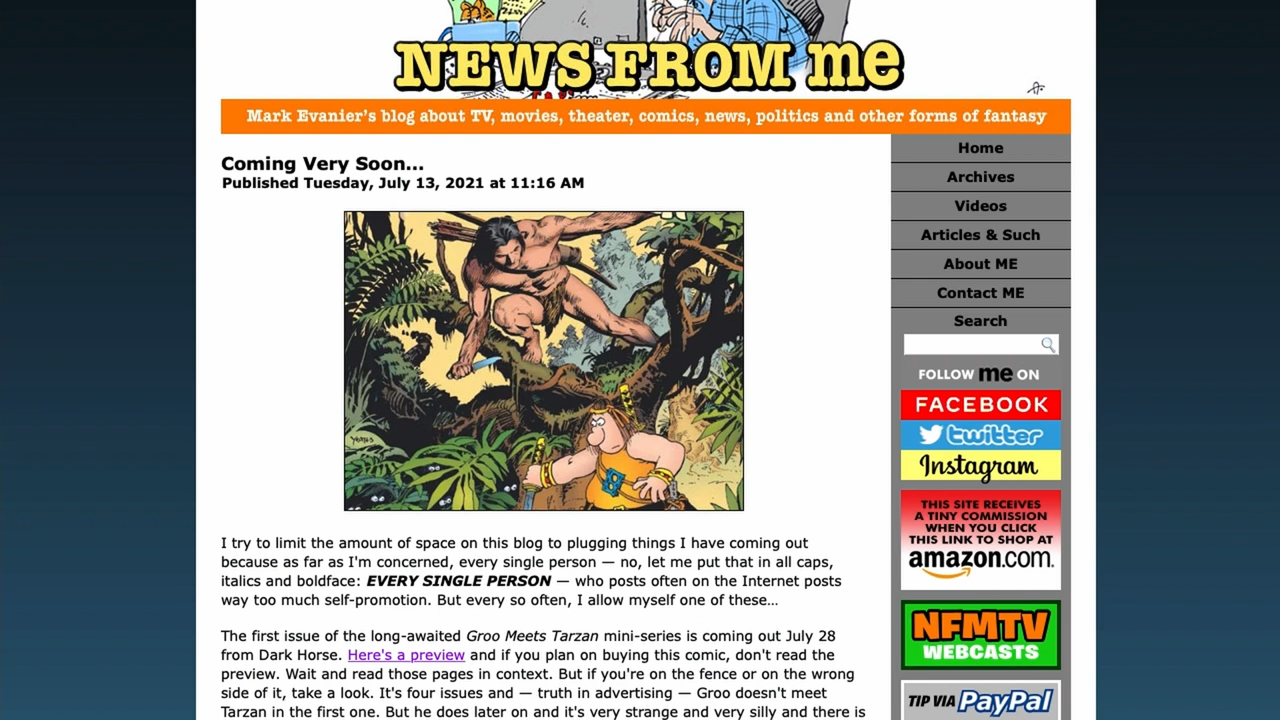 NEWS FROM me
Mark Evanier's blog about TV, movies, theater, comics, news, politics and other forms of fantasy
Coming Very Soon...
Published Tuesday, July 13, 2021 at 11:16 AM
I try to limit the amount of space on this blog to plugging things I have coming out
because as far as I'm concerned, every single person — no, let me put that in all caps,
italics and boldface: EVERY SINGLE PERSON — who posts often on the Internet posts
way too much self-promotion. But every so often, I allow myself one of these...
The first issue of the long-awaited Groo Meets Tarzan mini-series is coming out July 28
from Dark Horse. Here's a preview and if you plan on buying this comic, don't read the
preview. Wait and read those pages in context. But if you're on the fence or on the wrong
side of it, take a look. It's four issues and — truth in advertising — Groo doesn't meet
Tarzan in the first one. But he does later on and it's very strange and very silly and there is
Home
Archives
Videos
Articles & Such
About ME
Contact ME
Search
FOLLOW me ON
FACEBOOK
twitter
Instagram
THIS SITE RECEIVES
A TINY COMMISSION
WHEN YOU CLICK
THIS LINK TO SHOP AT
amazon.com.
NFMTV
WEBCASTS
TIP VIA PayPal